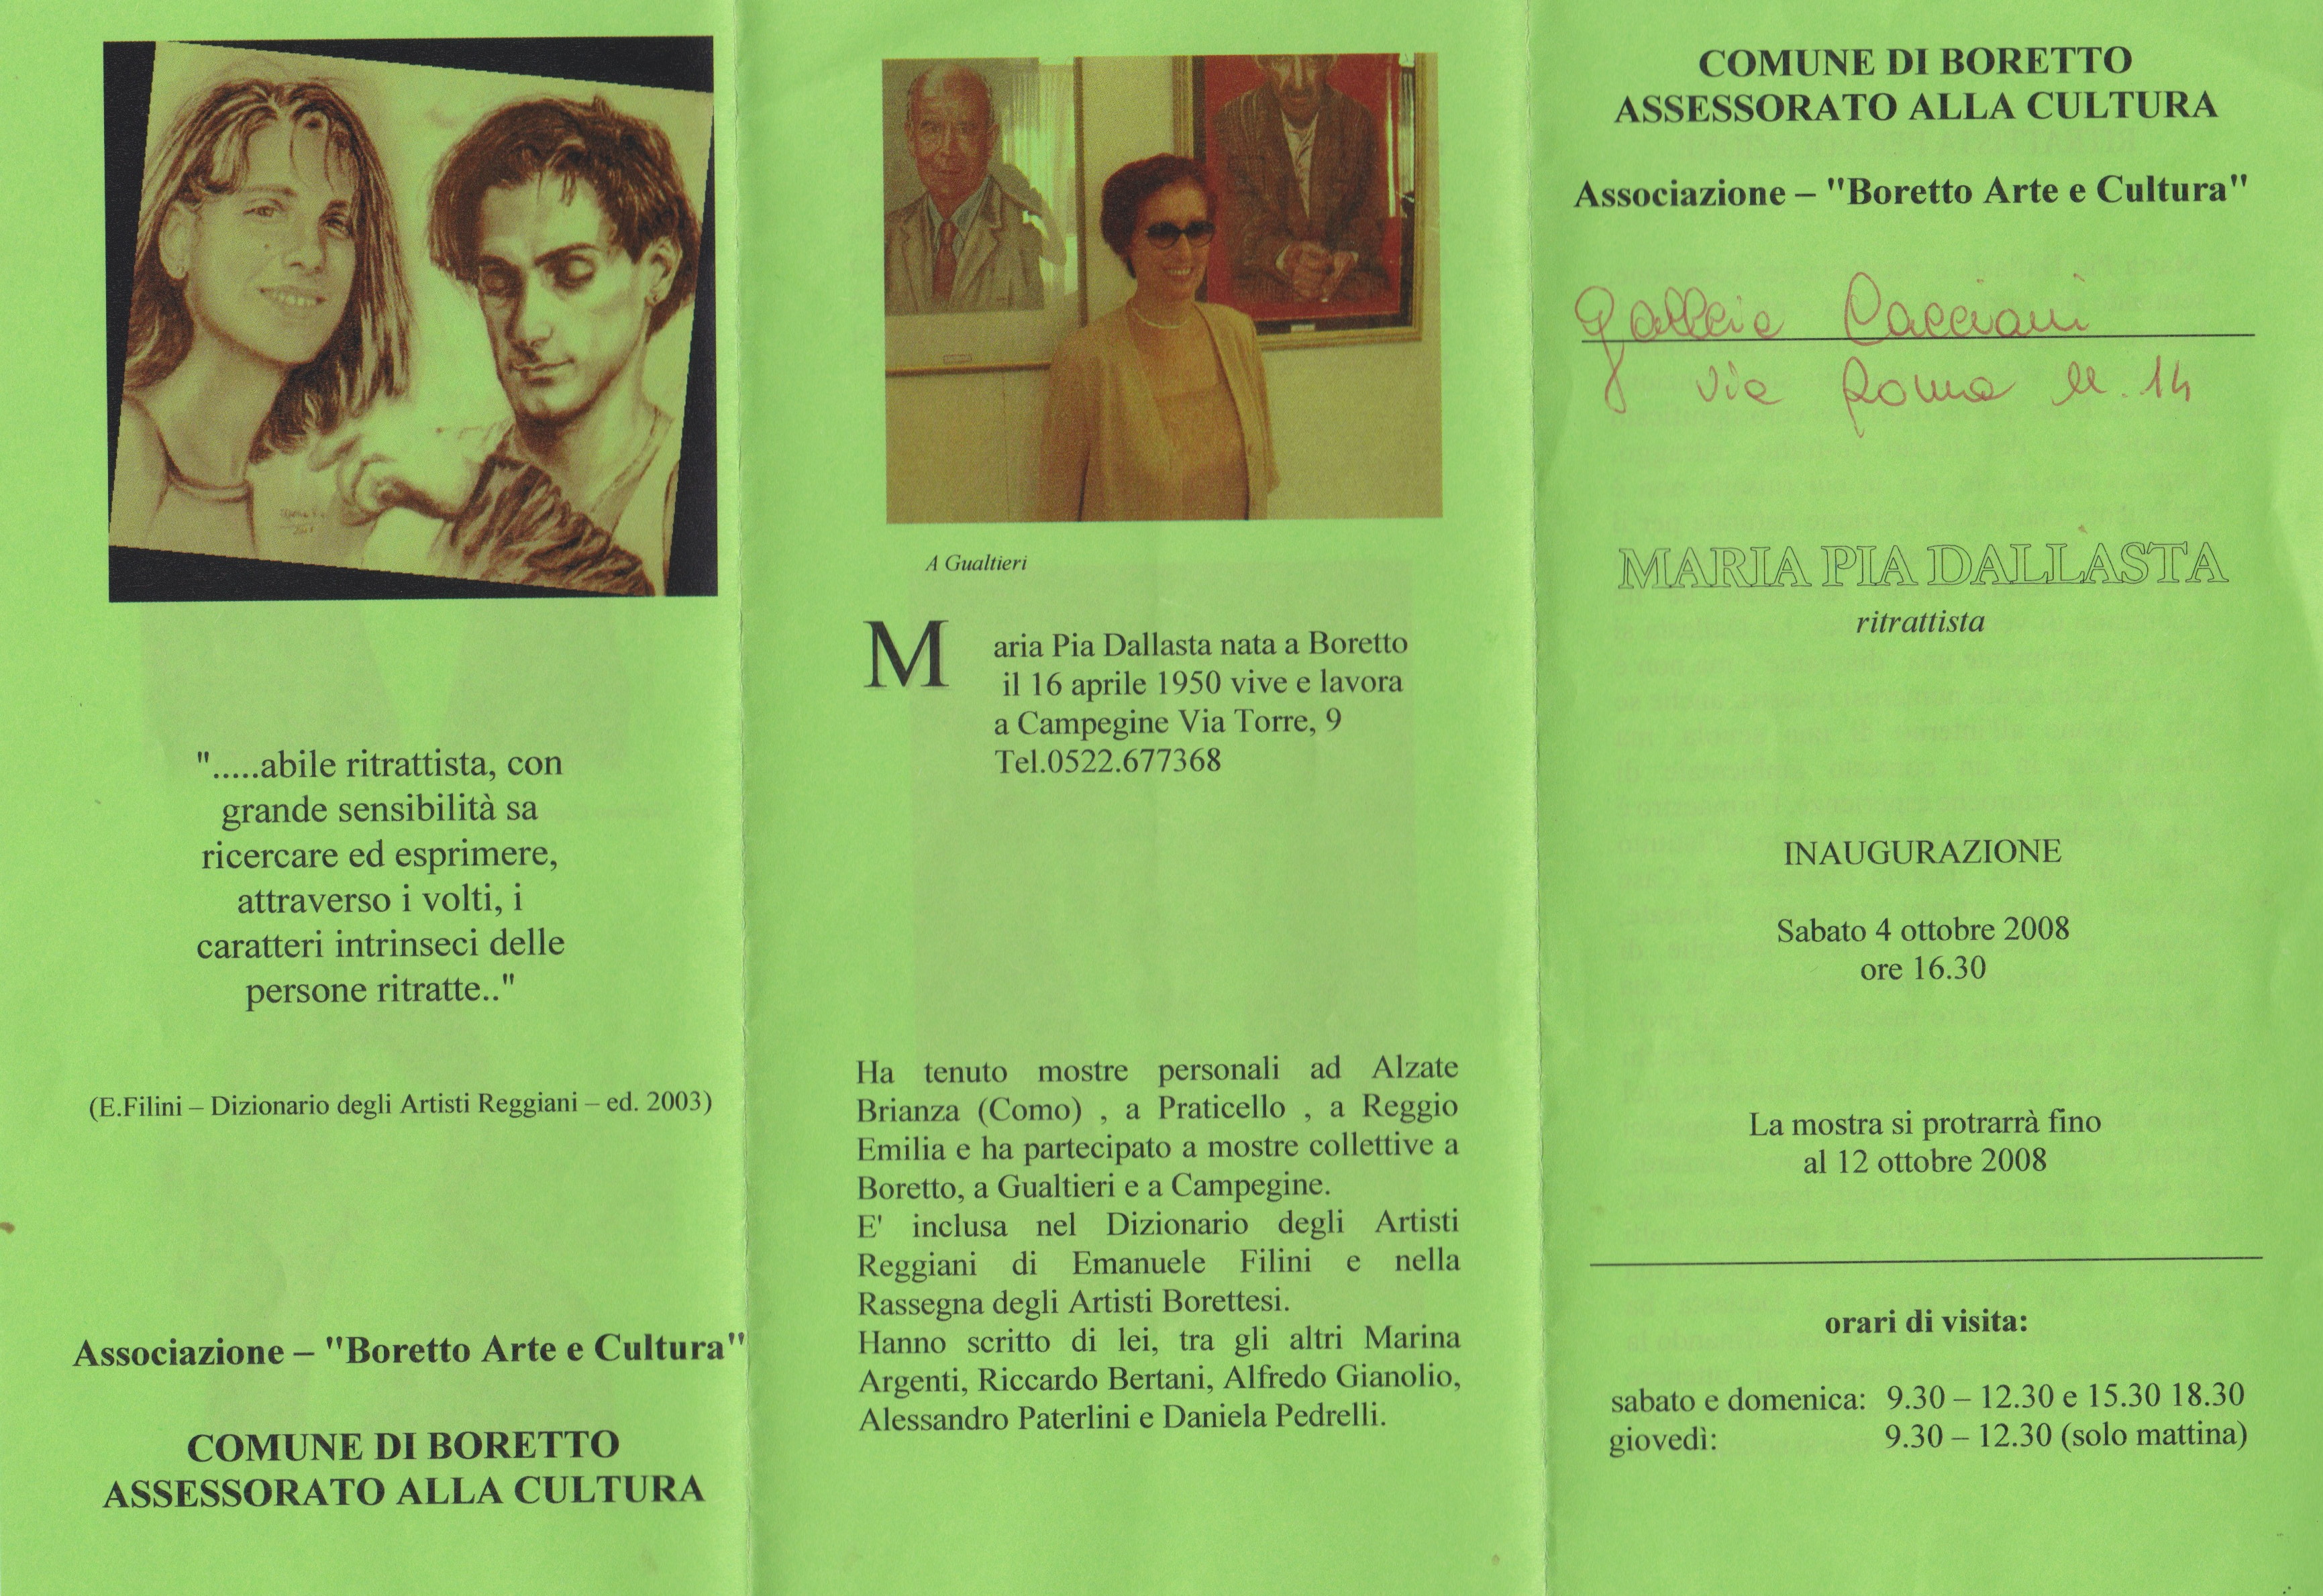 ".....abile ritrattista, con
grande sensibilità sa
ricercare ed esprimere,
attraverso i volti, i
caratteri intrinseci delle
persone ritratte.."
(E.Filini – Dizionario degli Artisti Reggiani – ed. 2003)
Associazione – "Boretto Arte e Cultura"
COMUNE DI BORETTO
ASSESSORATO ALLA CULTURA
A Gualtieri
Maria Pia Dallasta nata a Boretto
il 16 aprile 1950 vive e lavora
a Campegine Via Torre, 9
Tel.0522.677368
Ha tenuto mostre personali ad Alzate
Brianza (Como) , a Praticello , a Reggio
Emilia e ha partecipato a mostre collettive a
Boretto, a Gualtieri e a Campegine.
E' inclusa nel Dizionario degli Artisti
Reggiani di Emanuele Filini e nella
Rassegna degli Artisti Borettesi.
Hanno scritto di lei, tra gli altri Marina
Argenti, Riccardo Bertani, Alfredo Gianolio,
Alessandro Paterlini e Daniela Pedrelli.
COMUNE DI BORETTO
ASSESSORATO ALLA CULTURA
Associazione – "Boretto Arte e Cultura"
Cacciani
via Roma n. 14
MARIA PIA DALLASTA
ritrattista
INAUGURAZIONE
Sabato 4 ottobre 2008
ore 16.30
La mostra si protrarrà fino
al 12 ottobre 2008
orari di visita:
sabato e domenica: 9.30 – 12.30 e 15.30 18.30
giovedì: 9.30 – 12.30 (solo mattina)